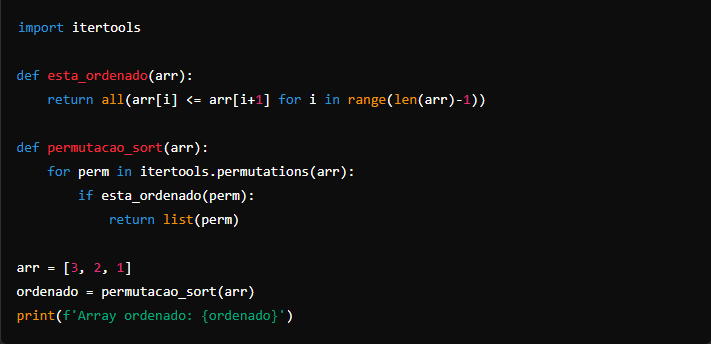 import itertools
def esta_ordenado(arr):
    return all(arr[i] <= arr[i+1] for i in range(len(arr)-1))
def permutacao_sort(arr):
    for perm in itertools.permutations(arr):
        if esta_ordenado(perm):
            return list(perm)
arr = [3, 2, 1]
ordenado = permutacao_sort(arr)
print(f'Array ordenado: {ordenado}')